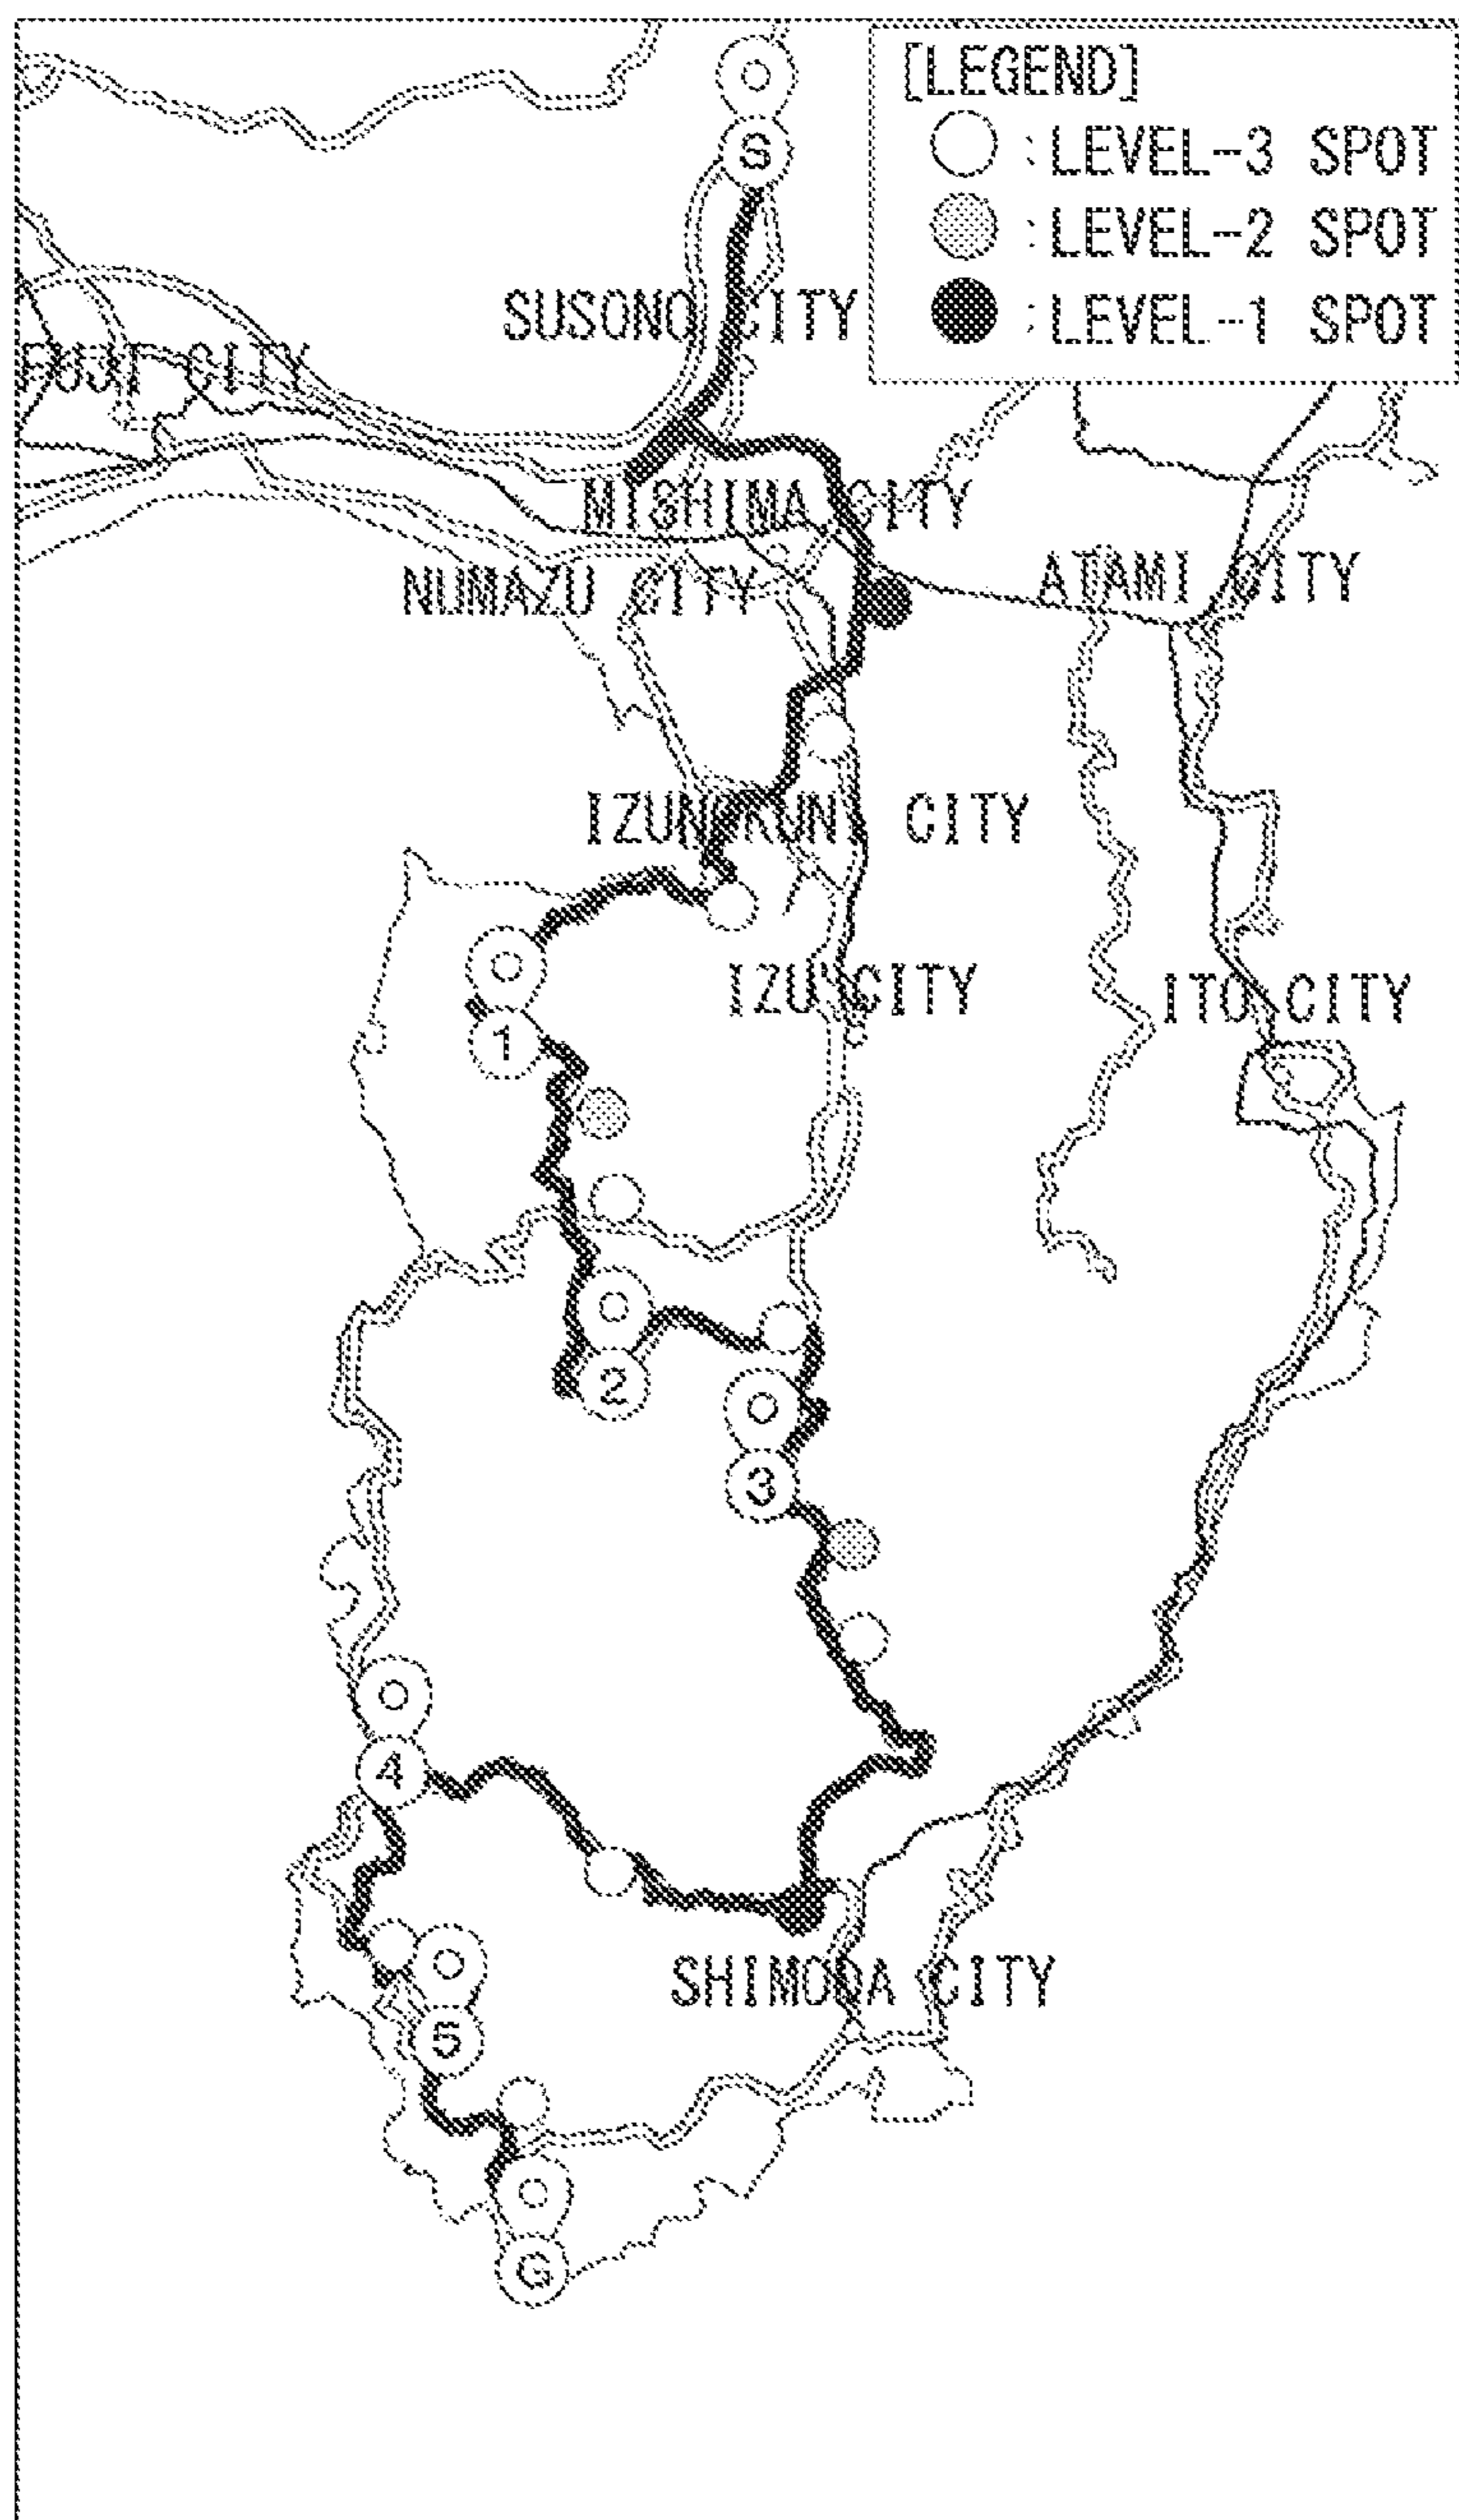 [LEGEND]
: LEVEL-3 SPOT
: LEVEL-2 SPOT
: LEVEL-1 SPOT
S
SUSONO CITY
FUJI CITY
MISHIMA CITY
NUMAZU CITY
ATAMI CITY
IZUNOKUNI CITY
IZU CITY
ITO CITY
1
2
3
4
SHIMODA CITY
5
G